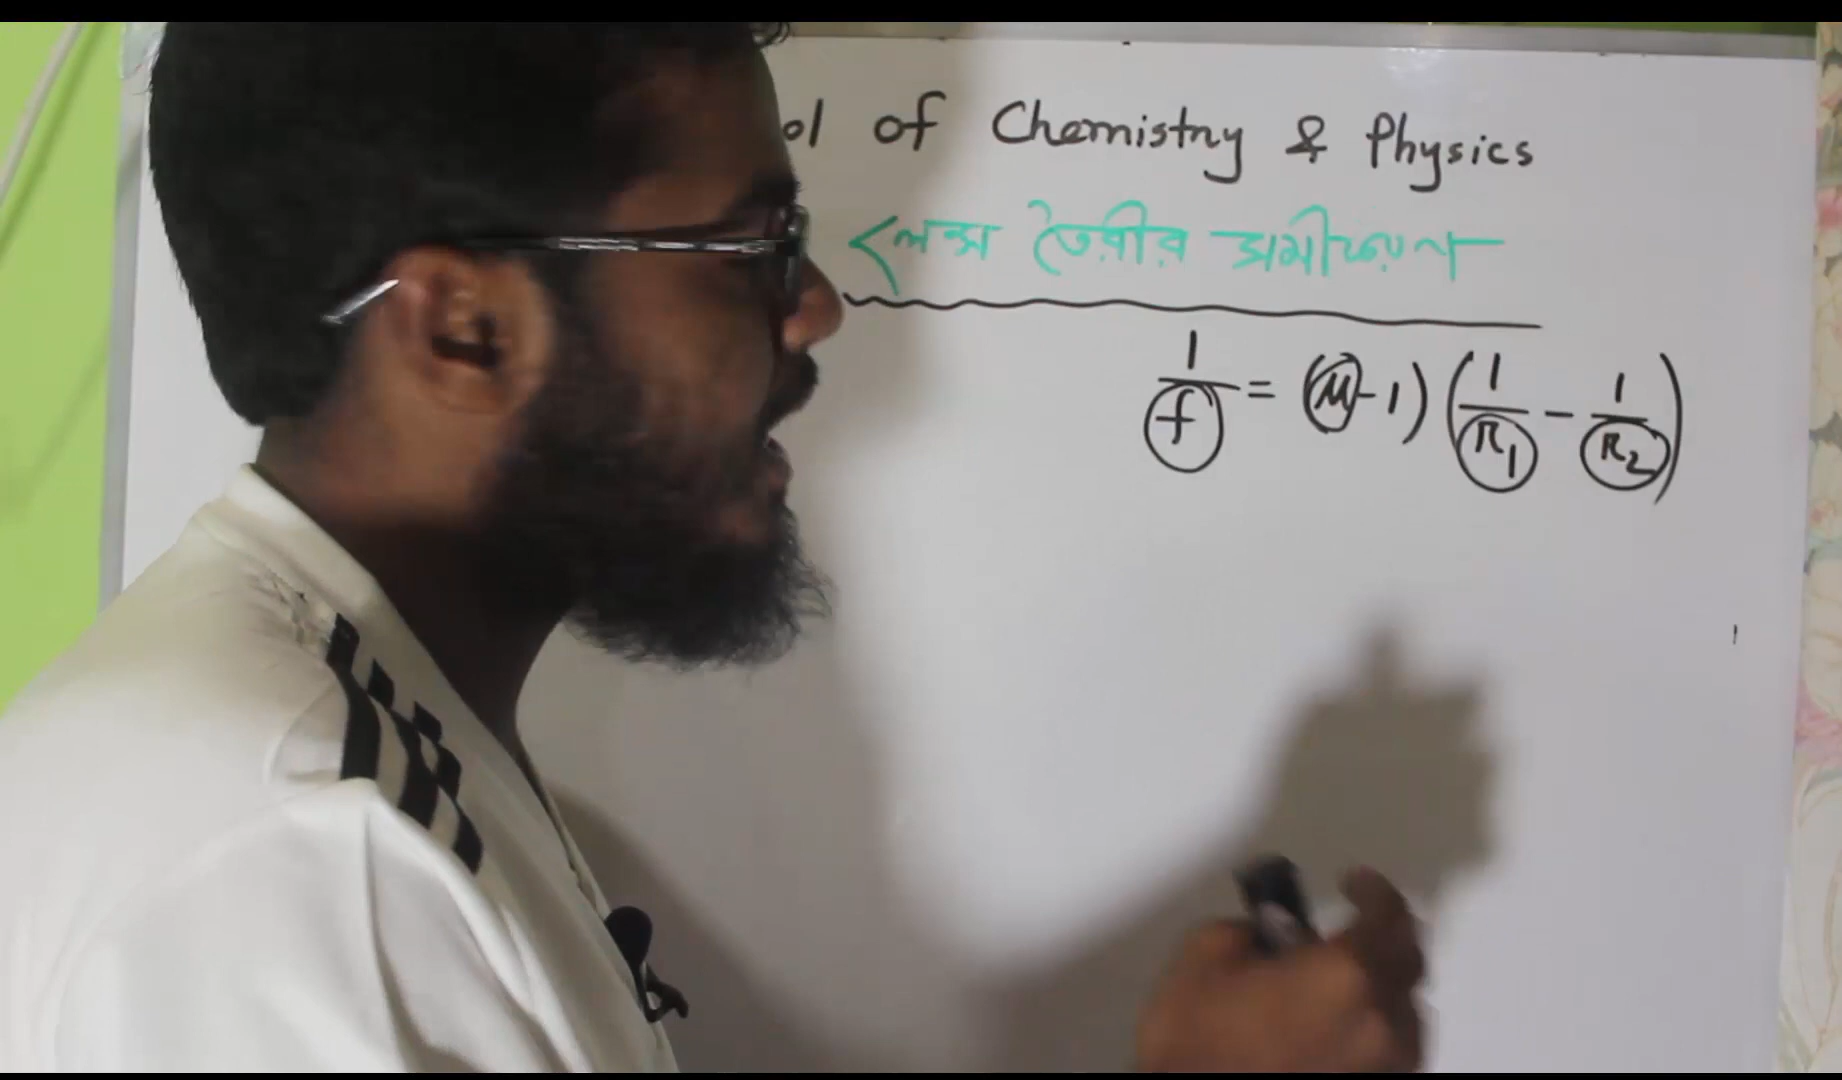 ol of Chemistry & Physics
লেন্স তৈরীর সমীকরণ
1/f = (μ-1) (1/R₁ - 1/R₂)